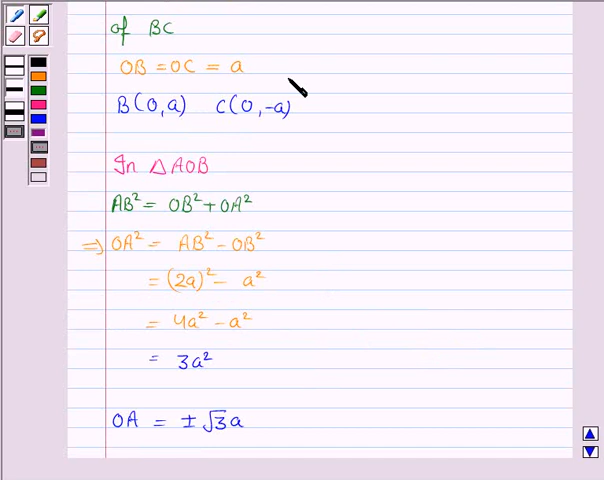 of BC
OB = OC = a
B(0,a) C(0,-a)
In △AOB
AB² = OB² + OA²
⇒ OA² = AB² - OB²
= (2a)² - a²
= 4a² - a²
= 3a²
OA = ± √3 a